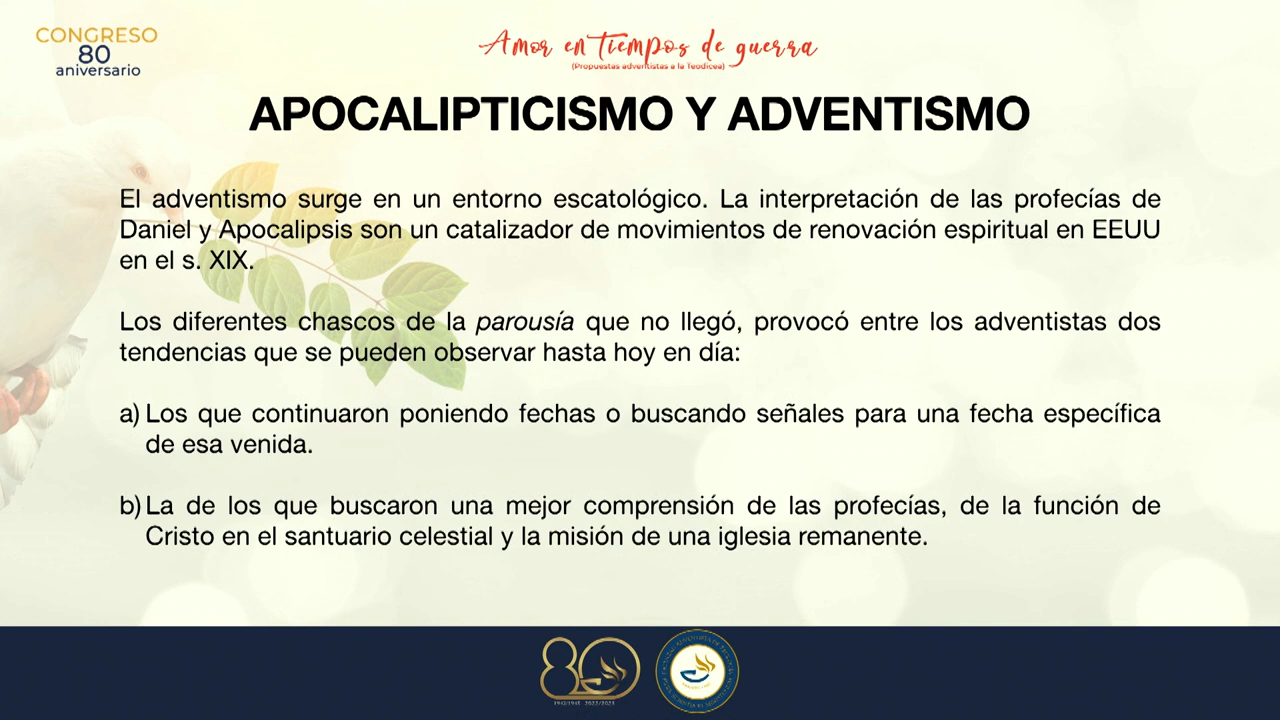 CONGRESO
80
aniversario
Amor en Tiempos de guerra
(Propuestas adventistas a la Teodicea)
APOCALIPTICISMO Y ADVENTISMO
El adventismo surge en un entorno escatológico. La interpretación de las profecías de
Daniel y Apocalipsis son un catalizador de movimientos de renovación espiritual en EEUU
en el s. XIX.
Los diferentes chascos de la parousía que no llegó, provocó entre los adventistas dos
tendencias que se pueden observar hasta hoy en día:
a) Los que continuaron poniendo fechas o buscando señales para una fecha específica
de esa venida.
b) La de los que buscaron una mejor comprensión de las profecías, de la función de
Cristo en el santuario celestial y la misión de una iglesia remanente.
80